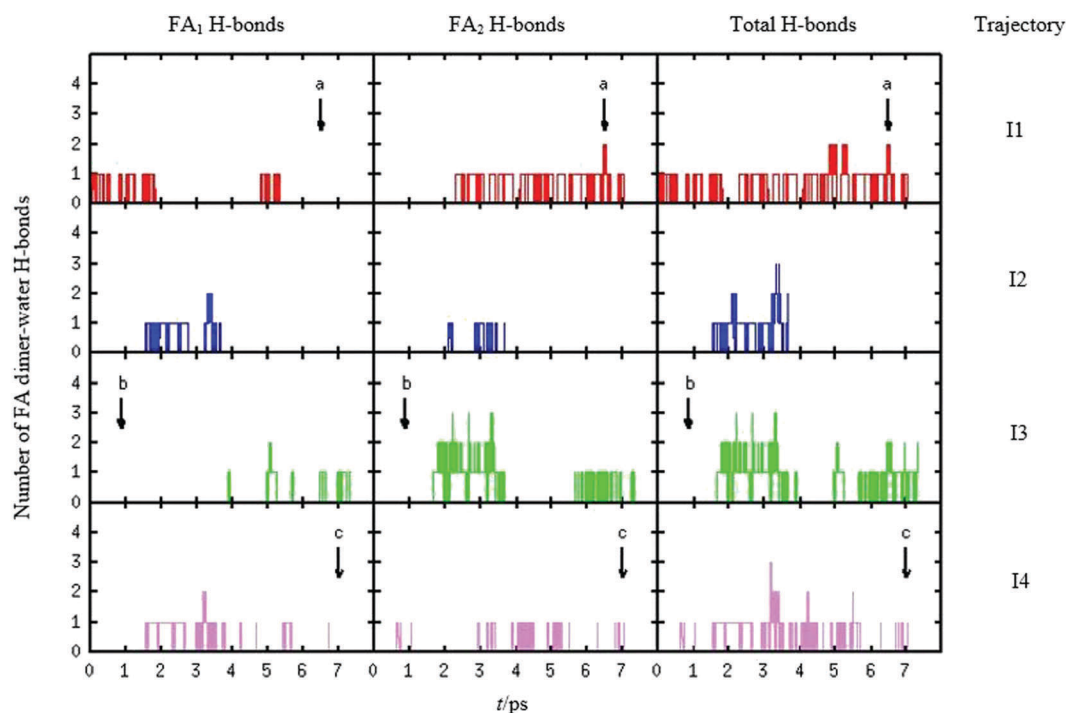 FA₁ H-bonds FA₂ H-bonds Total H-bonds Trajectory
Number of FA dimer-water H-bonds
4 a a a
3
2 I1
1
0
4
3
2 I2
1
0
4 b b b
3
2 I3
1
0
4 c c c
3
2 I4
1
0
0 1 2 3 4 5 6 7 0 1 2 3 4 5 6 7 0 1 2 3 4 5 6 7
t/ps